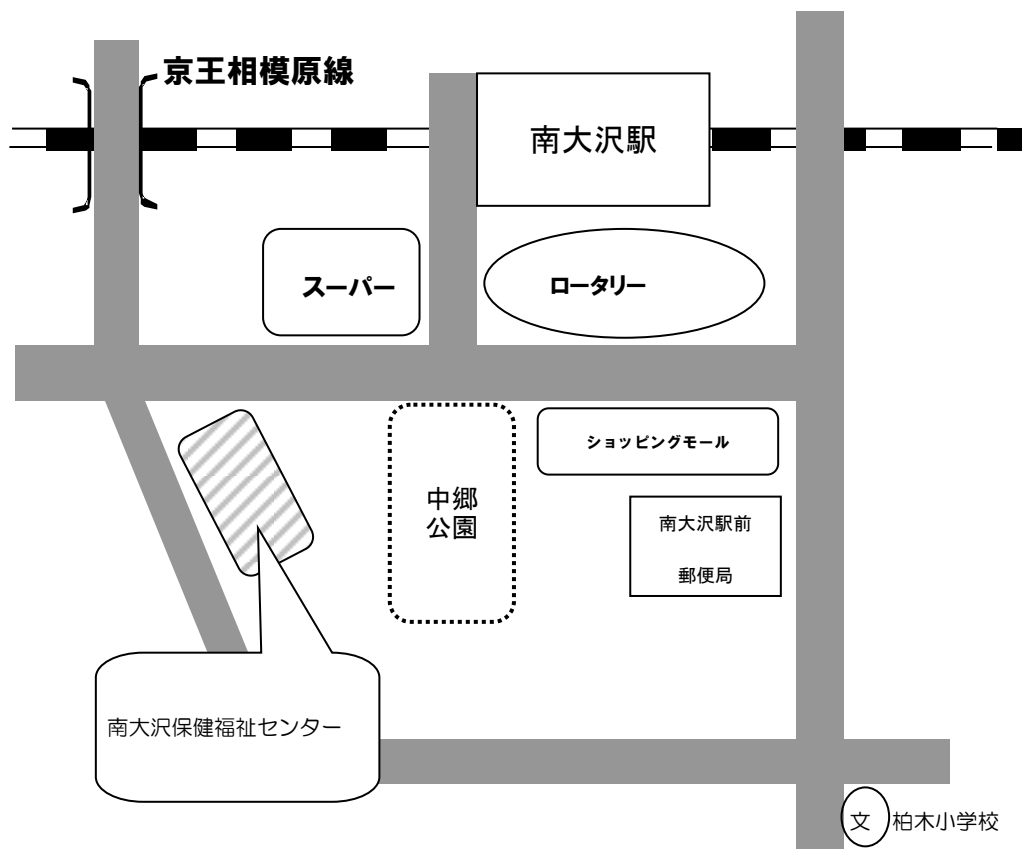 京王相模原線
南大沢駅
スーパー
ロータリー
ショッピングモール
中郷
公園
南大沢駅前
郵便局
南大沢保健福祉センター
文
柏木小学校